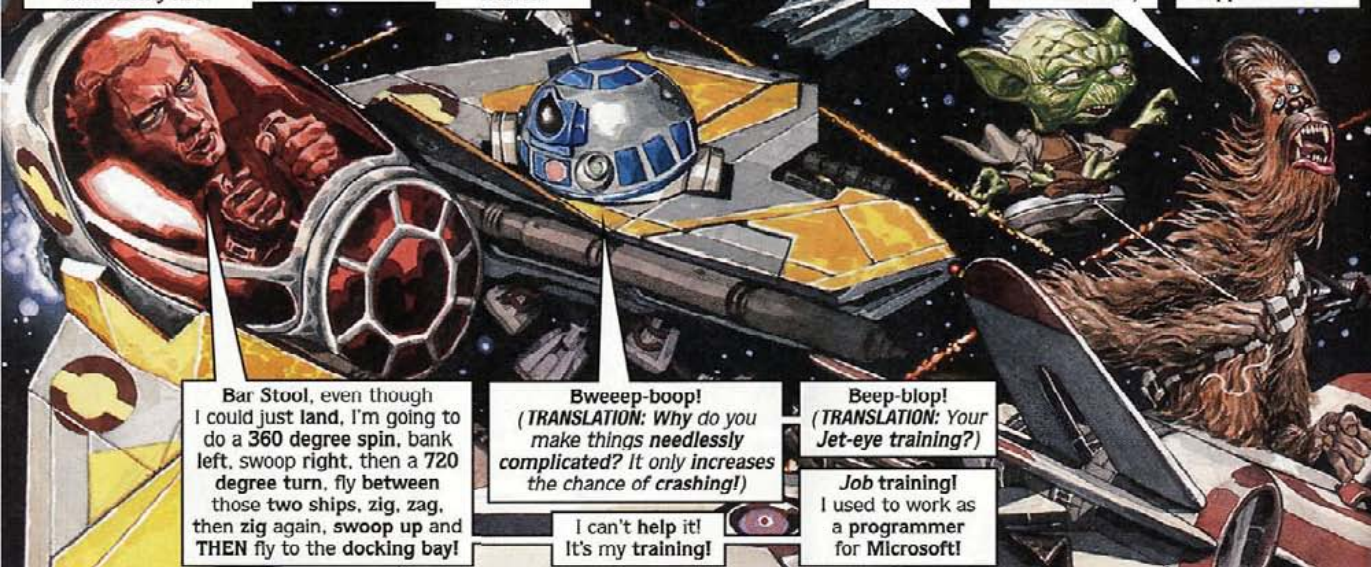 Bar Stool, even though
I could just land, I'm going to
do a 360 degree spin, bank
left, swoop right, then a 720
degree turn, fly between
those two ships, zig, zag,
then zig again, swoop up and
THEN fly to the docking bay!
Bweeep-boop!
(TRANSLATION: Why do you
make things needlessly
complicated? It only increases
the chance of crashing!)
I can't help it!
It's my training!
Beep-blop!
(TRANSLATION: Your
Jet-eye training?)
Job training!
I used to work as
a programmer
for Microsoft!